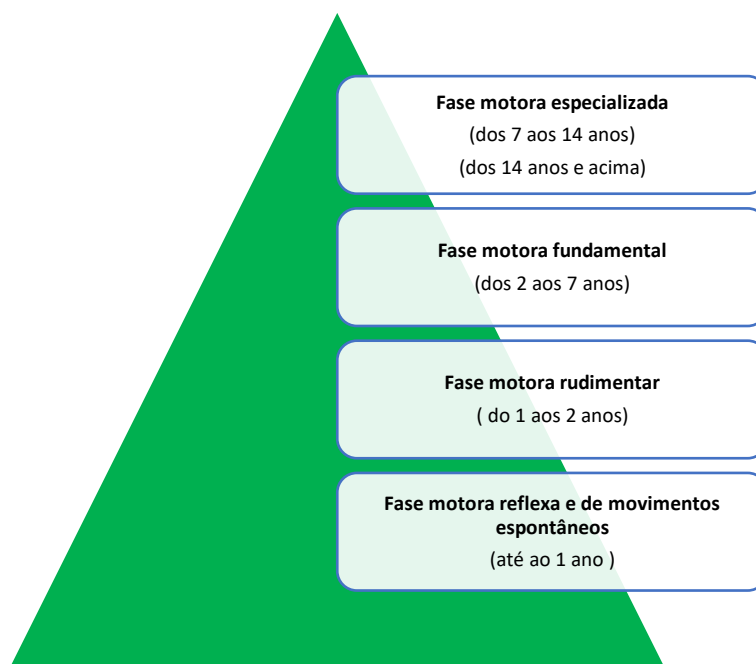 Fase motora especializada
(dos 7 aos 14 anos)
(dos 14 anos e acima)
Fase motora fundamental
(dos 2 aos 7 anos)
Fase motora rudimentar
( do 1 aos 2 anos)
Fase motora reflexa e de movimentos
espontâneos
(até ao 1 ano )